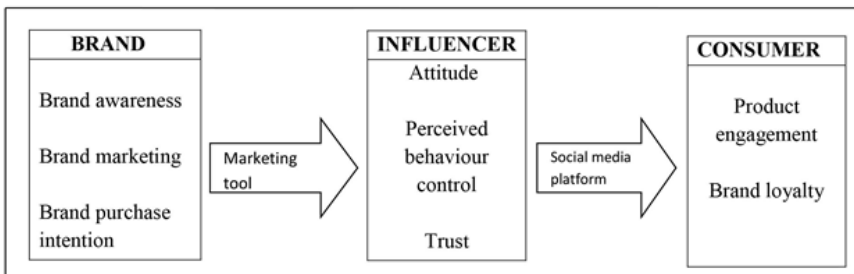 BRAND
Brand awareness
Brand marketing
Brand purchase
intention
Marketing
tool
INFLUENCER
Attitude
Perceived
behaviour
control
Trust
Social media
platform
CONSUMER
Product
engagement
Brand loyalty